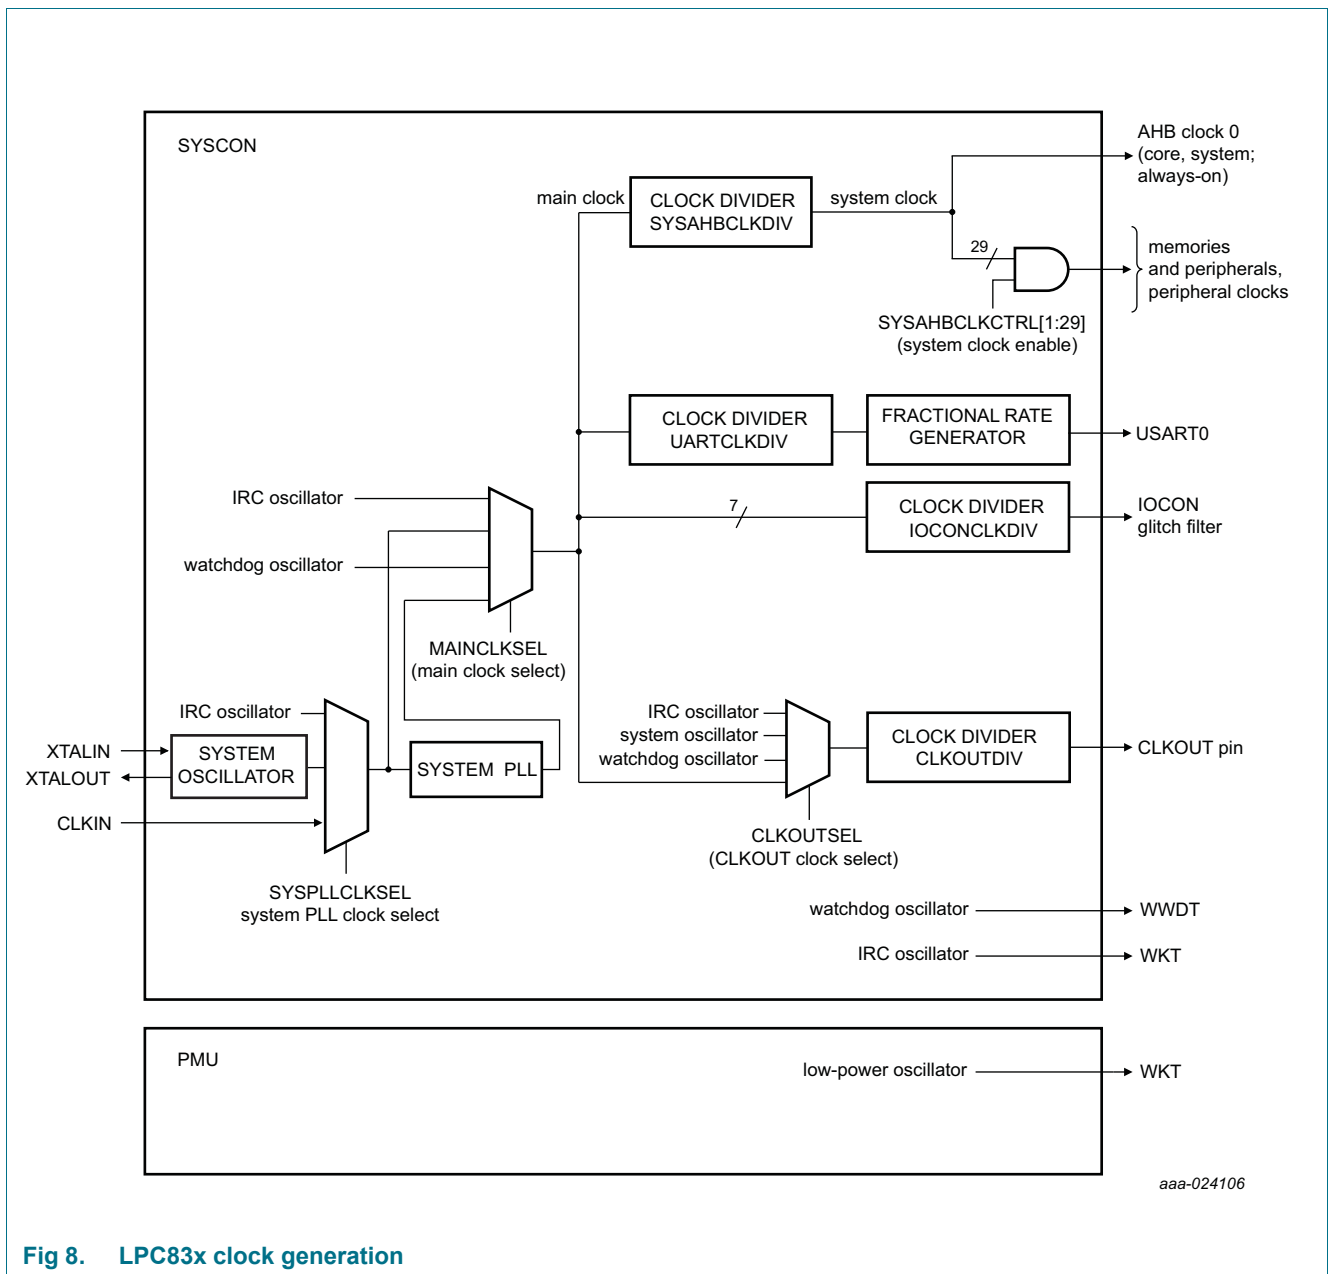 SYSCON
AHB clock 0
(core, system;
always-on)
main clock
CLOCK DIVIDER
SYSAHBCLKDIV
system clock
29
memories
and peripherals,
peripheral clocks
SYSAHBCLKCTRL[1:29]
(system clock enable)
CLOCK DIVIDER
UARTCLKDIV
FRACTIONAL RATE
GENERATOR
USART0
IRC oscillator
7
CLOCK DIVIDER
IOCONCLKDIV
IOCON
glitch filter
watchdog oscillator
MAINCLKSEL
(main clock select)
IRC oscillator
XTALIN
XTALOUT
SYSTEM
OSCILLATOR
SYSTEM PLL
CLKIN
SYSPLLCLKSEL
system PLL clock select
IRC oscillator
system oscillator
watchdog oscillator
CLOCK DIVIDER
CLKOUTDIV
CLKOUT pin
CLKOUTSEL
(CLKOUT clock select)
watchdog oscillator
WWDT
IRC oscillator
WKT
PMU
low-power oscillator
WKT
aaa-024106
Fig 8. LPC83x clock generation